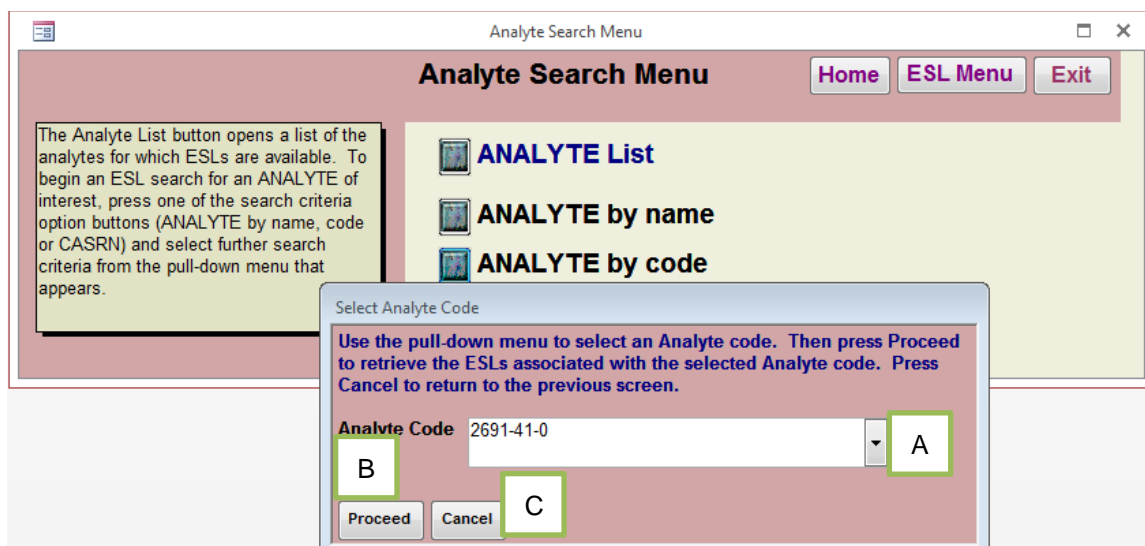 Analyte Search Menu
Analyte Search Menu
Home
ESL Menu
Exit
The Analyte List button opens a list of the
analytes for which ESLs are available. To
begin an ESL search for an ANALYTE of
interest, press one of the search criteria
option buttons (ANALYTE by name, code
or CASRN) and select further search
criteria from the pull-down menu that
appears.
ANALYTE List
ANALYTE by name
ANALYTE by code
Select Analyte Code
Use the pull-down menu to select an Analyte code. Then press Proceed
to retrieve the ESLs associated with the selected Analyte code. Press
Cancel to return to the previous screen.
Analyte Code 2691-41-0
A
B
C
Proceed
Cancel